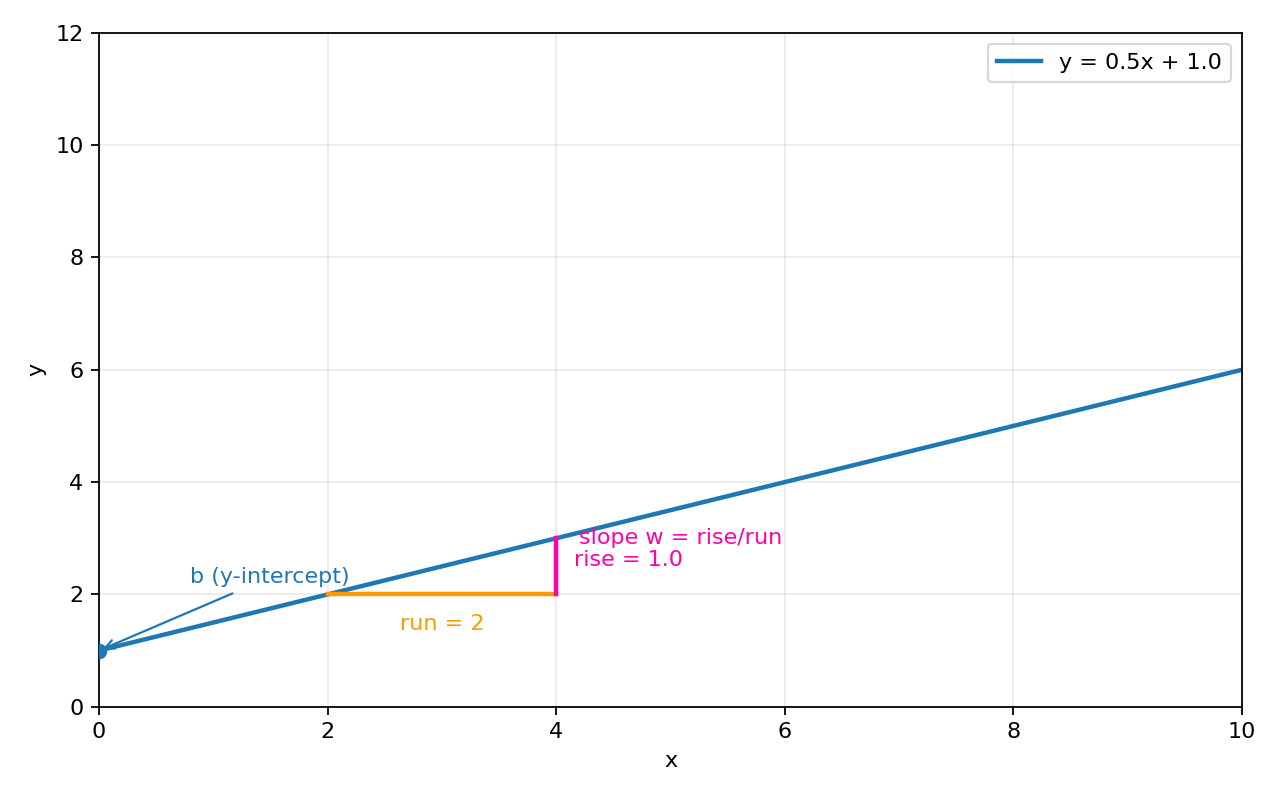 12
y = 0.5x + 1.0
10
8
y
6
4
slope w = rise/run
rise = 1.0
b (y-intercept)
2
run = 2
0
0 2 4 6 8 10
x